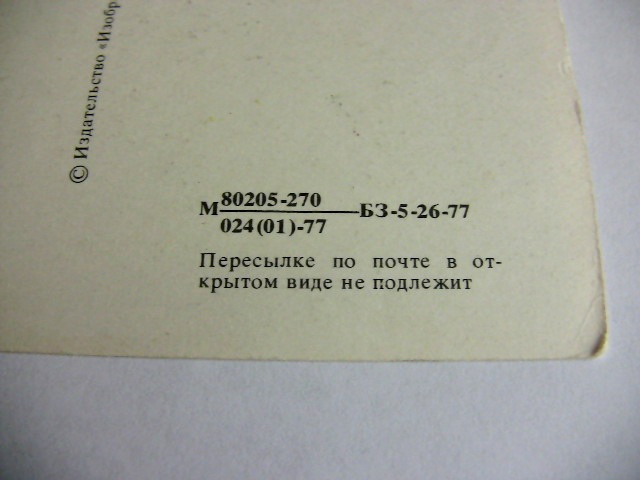 © Издательство «Изобр
80205-270
М————БЗ-5-26-77
024(01)-77
Пересылке по почте в от-
крытом виде не подлежит